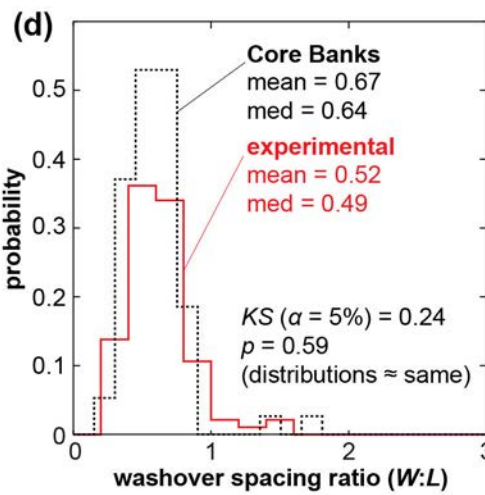 (d)
Core Banks
mean = 0.67
med = 0.64
experimental
mean = 0.52
med = 0.49
KS (α = 5%) = 0.24
p = 0.59
(distributions ≈ same)
probability
0.5
0.4
0.3
0.2
0.1
0
0
1
2
3
washover spacing ratio (W:L)